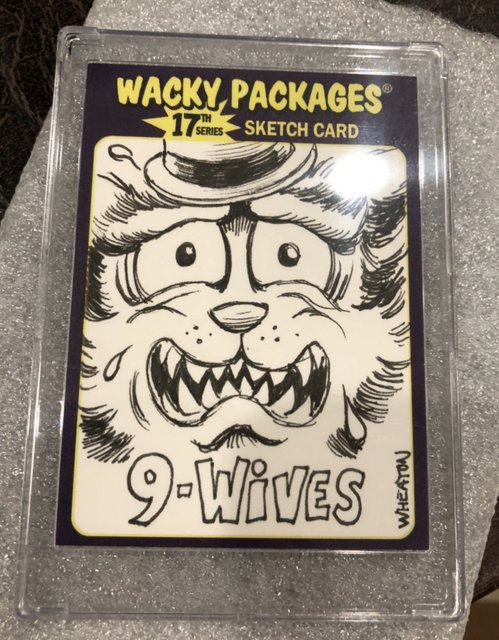 WACKY PACKAGES®
17TH SERIES SKETCH CARD
9-WiVES
WHEATON